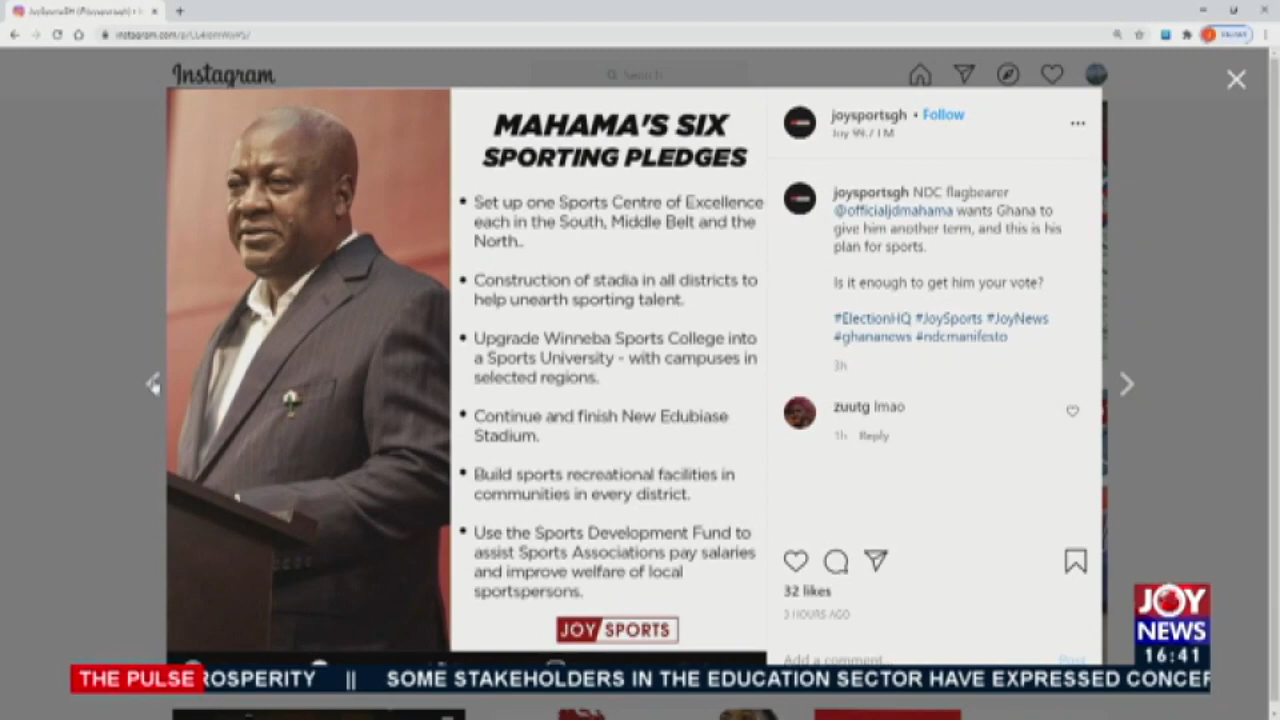 Instagram
Search
MAHAMA'S SIX
SPORTING PLEDGES
• Set up one Sports Centre of Excellence
each in the South, Middle Belt and the
North..
• Construction of stadia in all districts to
help unearth sporting talent.
• Upgrade Winneba Sports College into
a Sports University - with campuses in
selected regions.
• Continue and finish New Edubiase
Stadium.
• Build sports recreational facilities in
communities in every district.
• Use the Sports Development Fund to
assist Sports Associations pay salaries
and improve welfare of local
sportspersons.
JOY SPORTS
joysportsgh • Follow
Joy 99.7 FM
joysportsgh NDC flagbearer
@officialjdmahama wants Ghana to
give him another term, and this is his
plan for sports.
Is it enough to get him your vote?
#ElectionHQ #JoySports #JoyNews
#ghananews #ndcmanifesto
3h
zuutg lmao
1h Reply
32 likes
3 HOURS AGO
Add a comment...
Post
JOY
NEWS
16:41
THE PULSE ROSPERITY || SOME STAKEHOLDERS IN THE EDUCATION SECTOR HAVE EXPRESSED CONCER